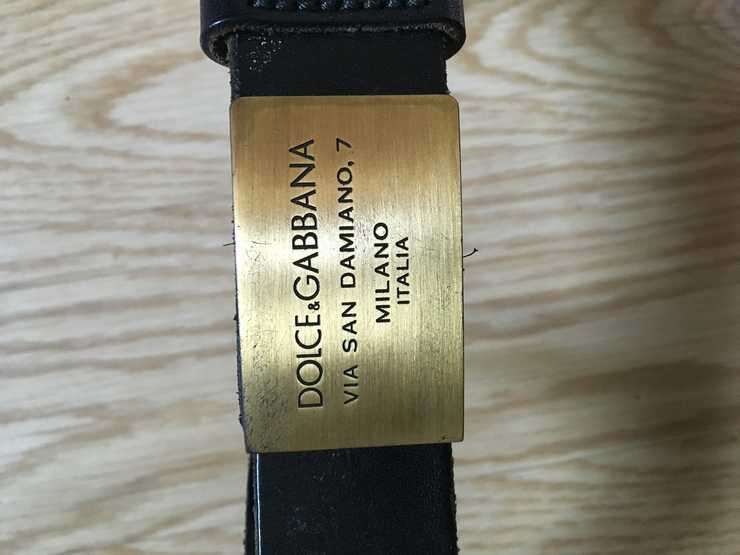 DOLCE&GABBANA
VIA SAN DAMIANO, 7
MILANO
ITALIA